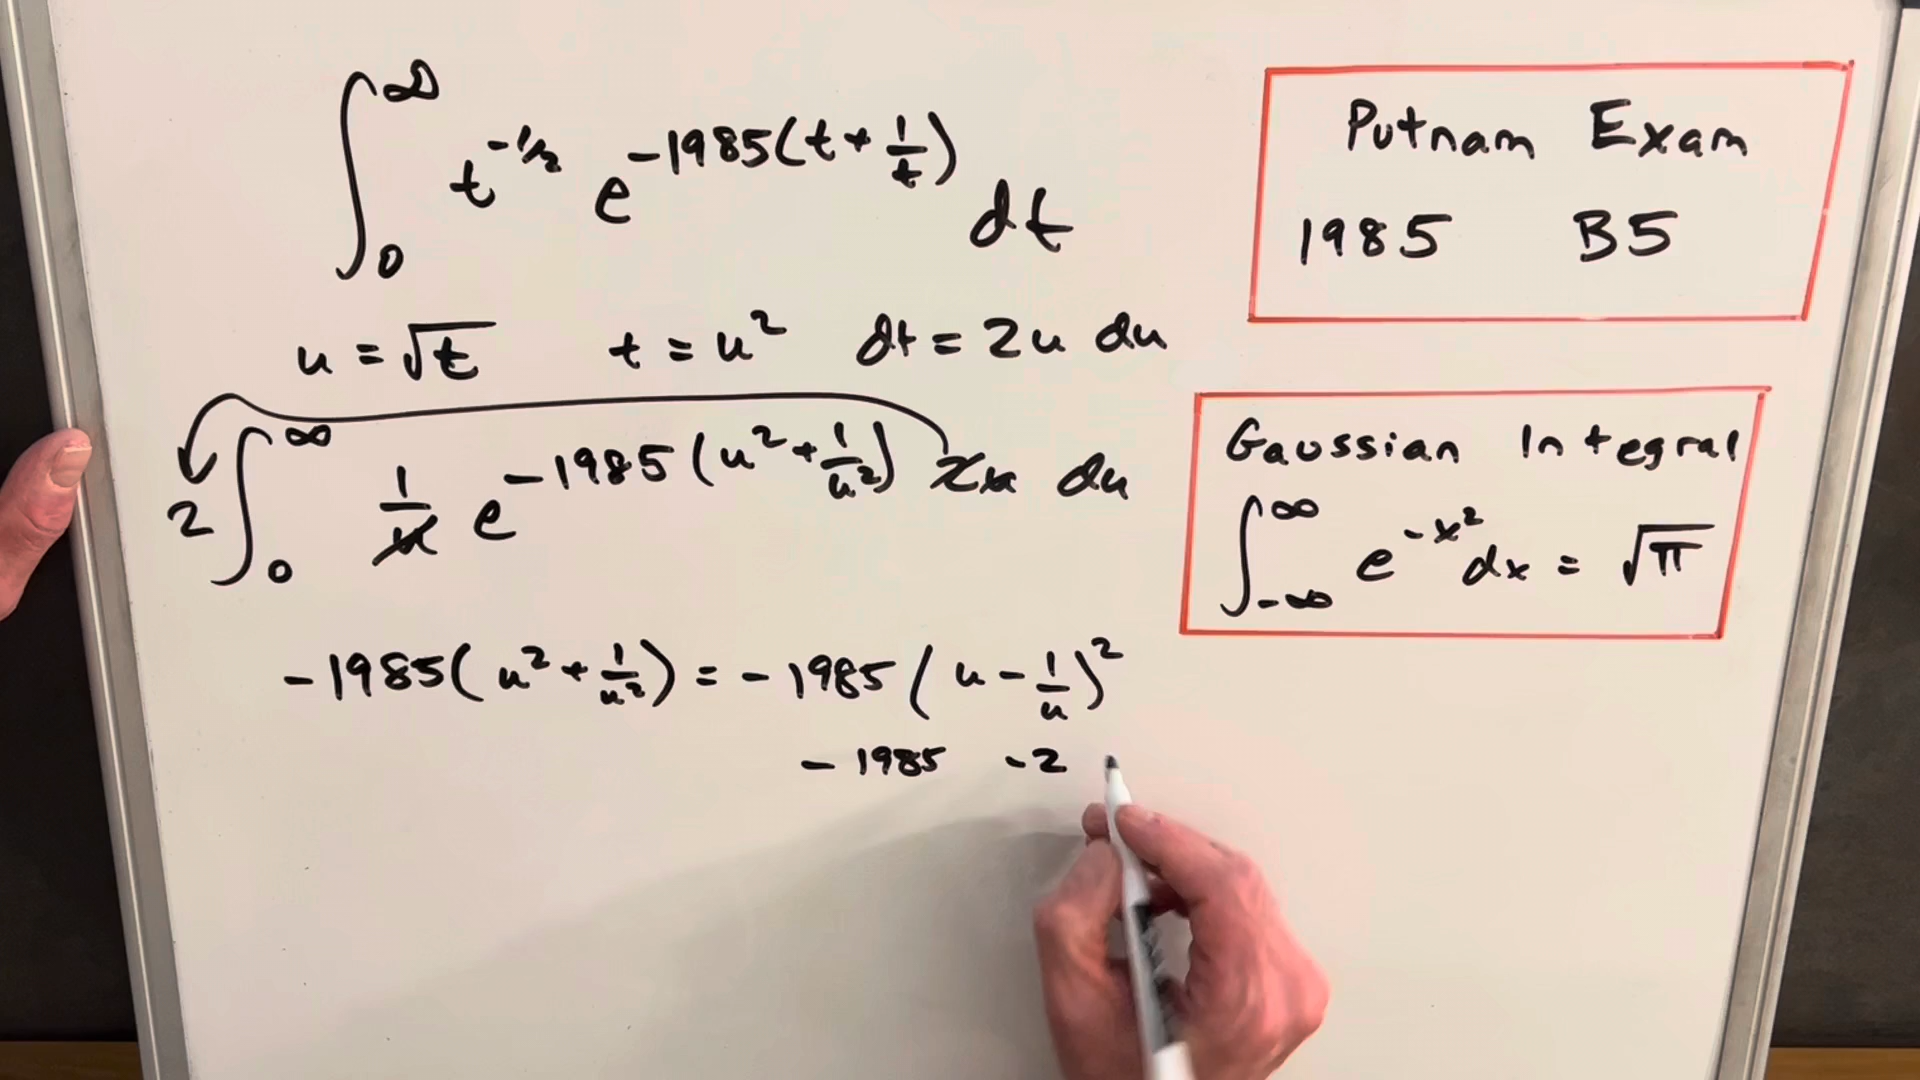 ∫₀^∞ t^(-1/2) e^(-1985(t+1/t)) dt
u = √t t = u² dt = 2u du
2∫₀^∞ 1/u e^(-1985(u²+1/u²)) 2u du
-1985(u²+1/u²) = -1985(u-1/u)²
-1985 -2
Putnam Exam
1985 B5
Gaussian Integral
∫_(-∞)^∞ e^(-x²) dx = √π